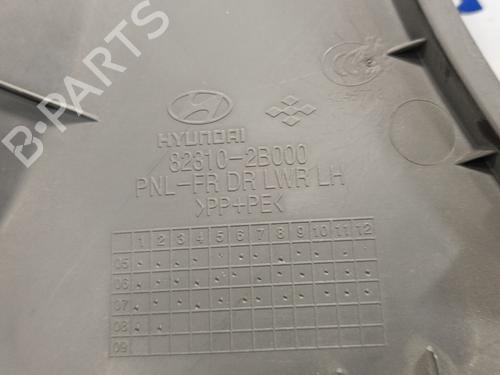 B-PARTS
HYUNDAI
82310-2B000
PNL-FR DR LWR LH
>PP+PE<
1 2 3 4 5 6 7 8 9 10 11 12
05
06
07
08
09